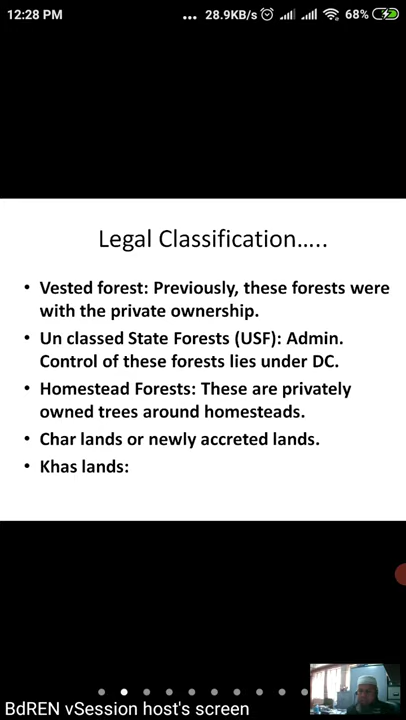 12:28 PM
... 28.9KB/s 68%
Legal Classification.....
• Vested forest: Previously, these forests were
with the private ownership.
• Un classed State Forests (USF): Admin.
Control of these forests lies under DC.
• Homestead Forests: These are privately
owned trees around homesteads.
• Char lands or newly accreted lands.
• Khas lands:
BdREN vSession host's screen